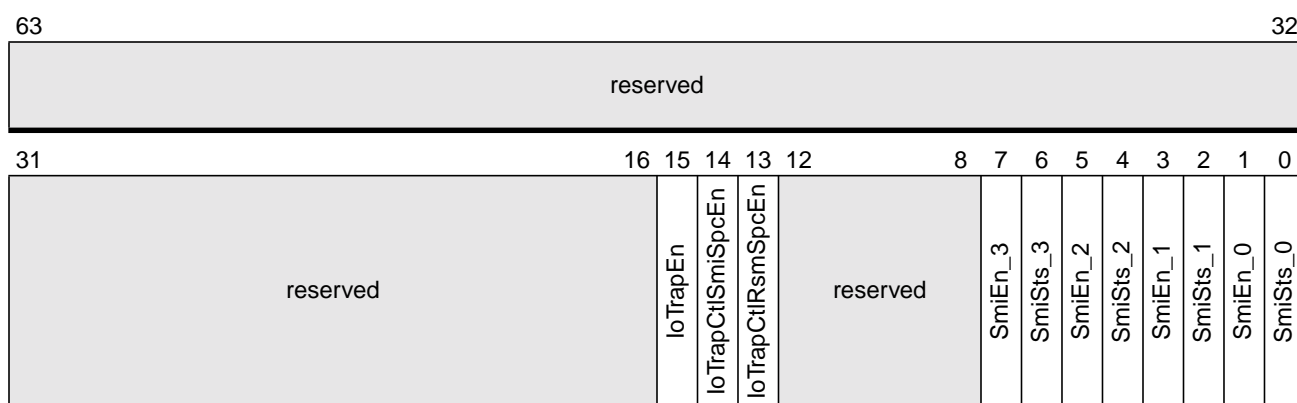 63 32
reserved
31 16 15 14 13 12 8 7 6 5 4 3 2 1 0
reserved
IoTrapEn
IoTrapCtlSmiSpcEn
IoTrapCtlRsmSpcEn
reserved
SmiEn_3
SmiSts_3
SmiEn_2
SmiSts_2
SmiEn_1
SmiSts_1
SmiEn_0
SmiSts_0